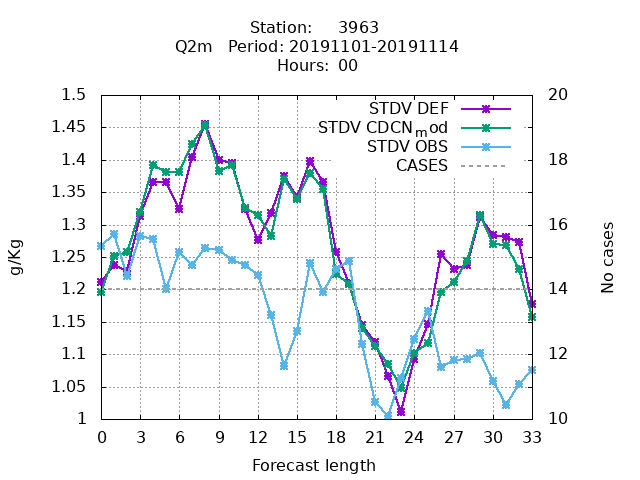 Station: 3963
Q2m Period: 20191101-20191114
Hours: 00
1.5
1.45
1.4
1.35
1.3
1.25
1.2
1.15
1.1
1.05
1
20
18
16
14
12
10
STDV DEF
STDV CDCNmod
STDV OBS
CASES
g/Kg
No cases
0 3 6 9 12 15 18 21 24 27 30 33
Forecast length